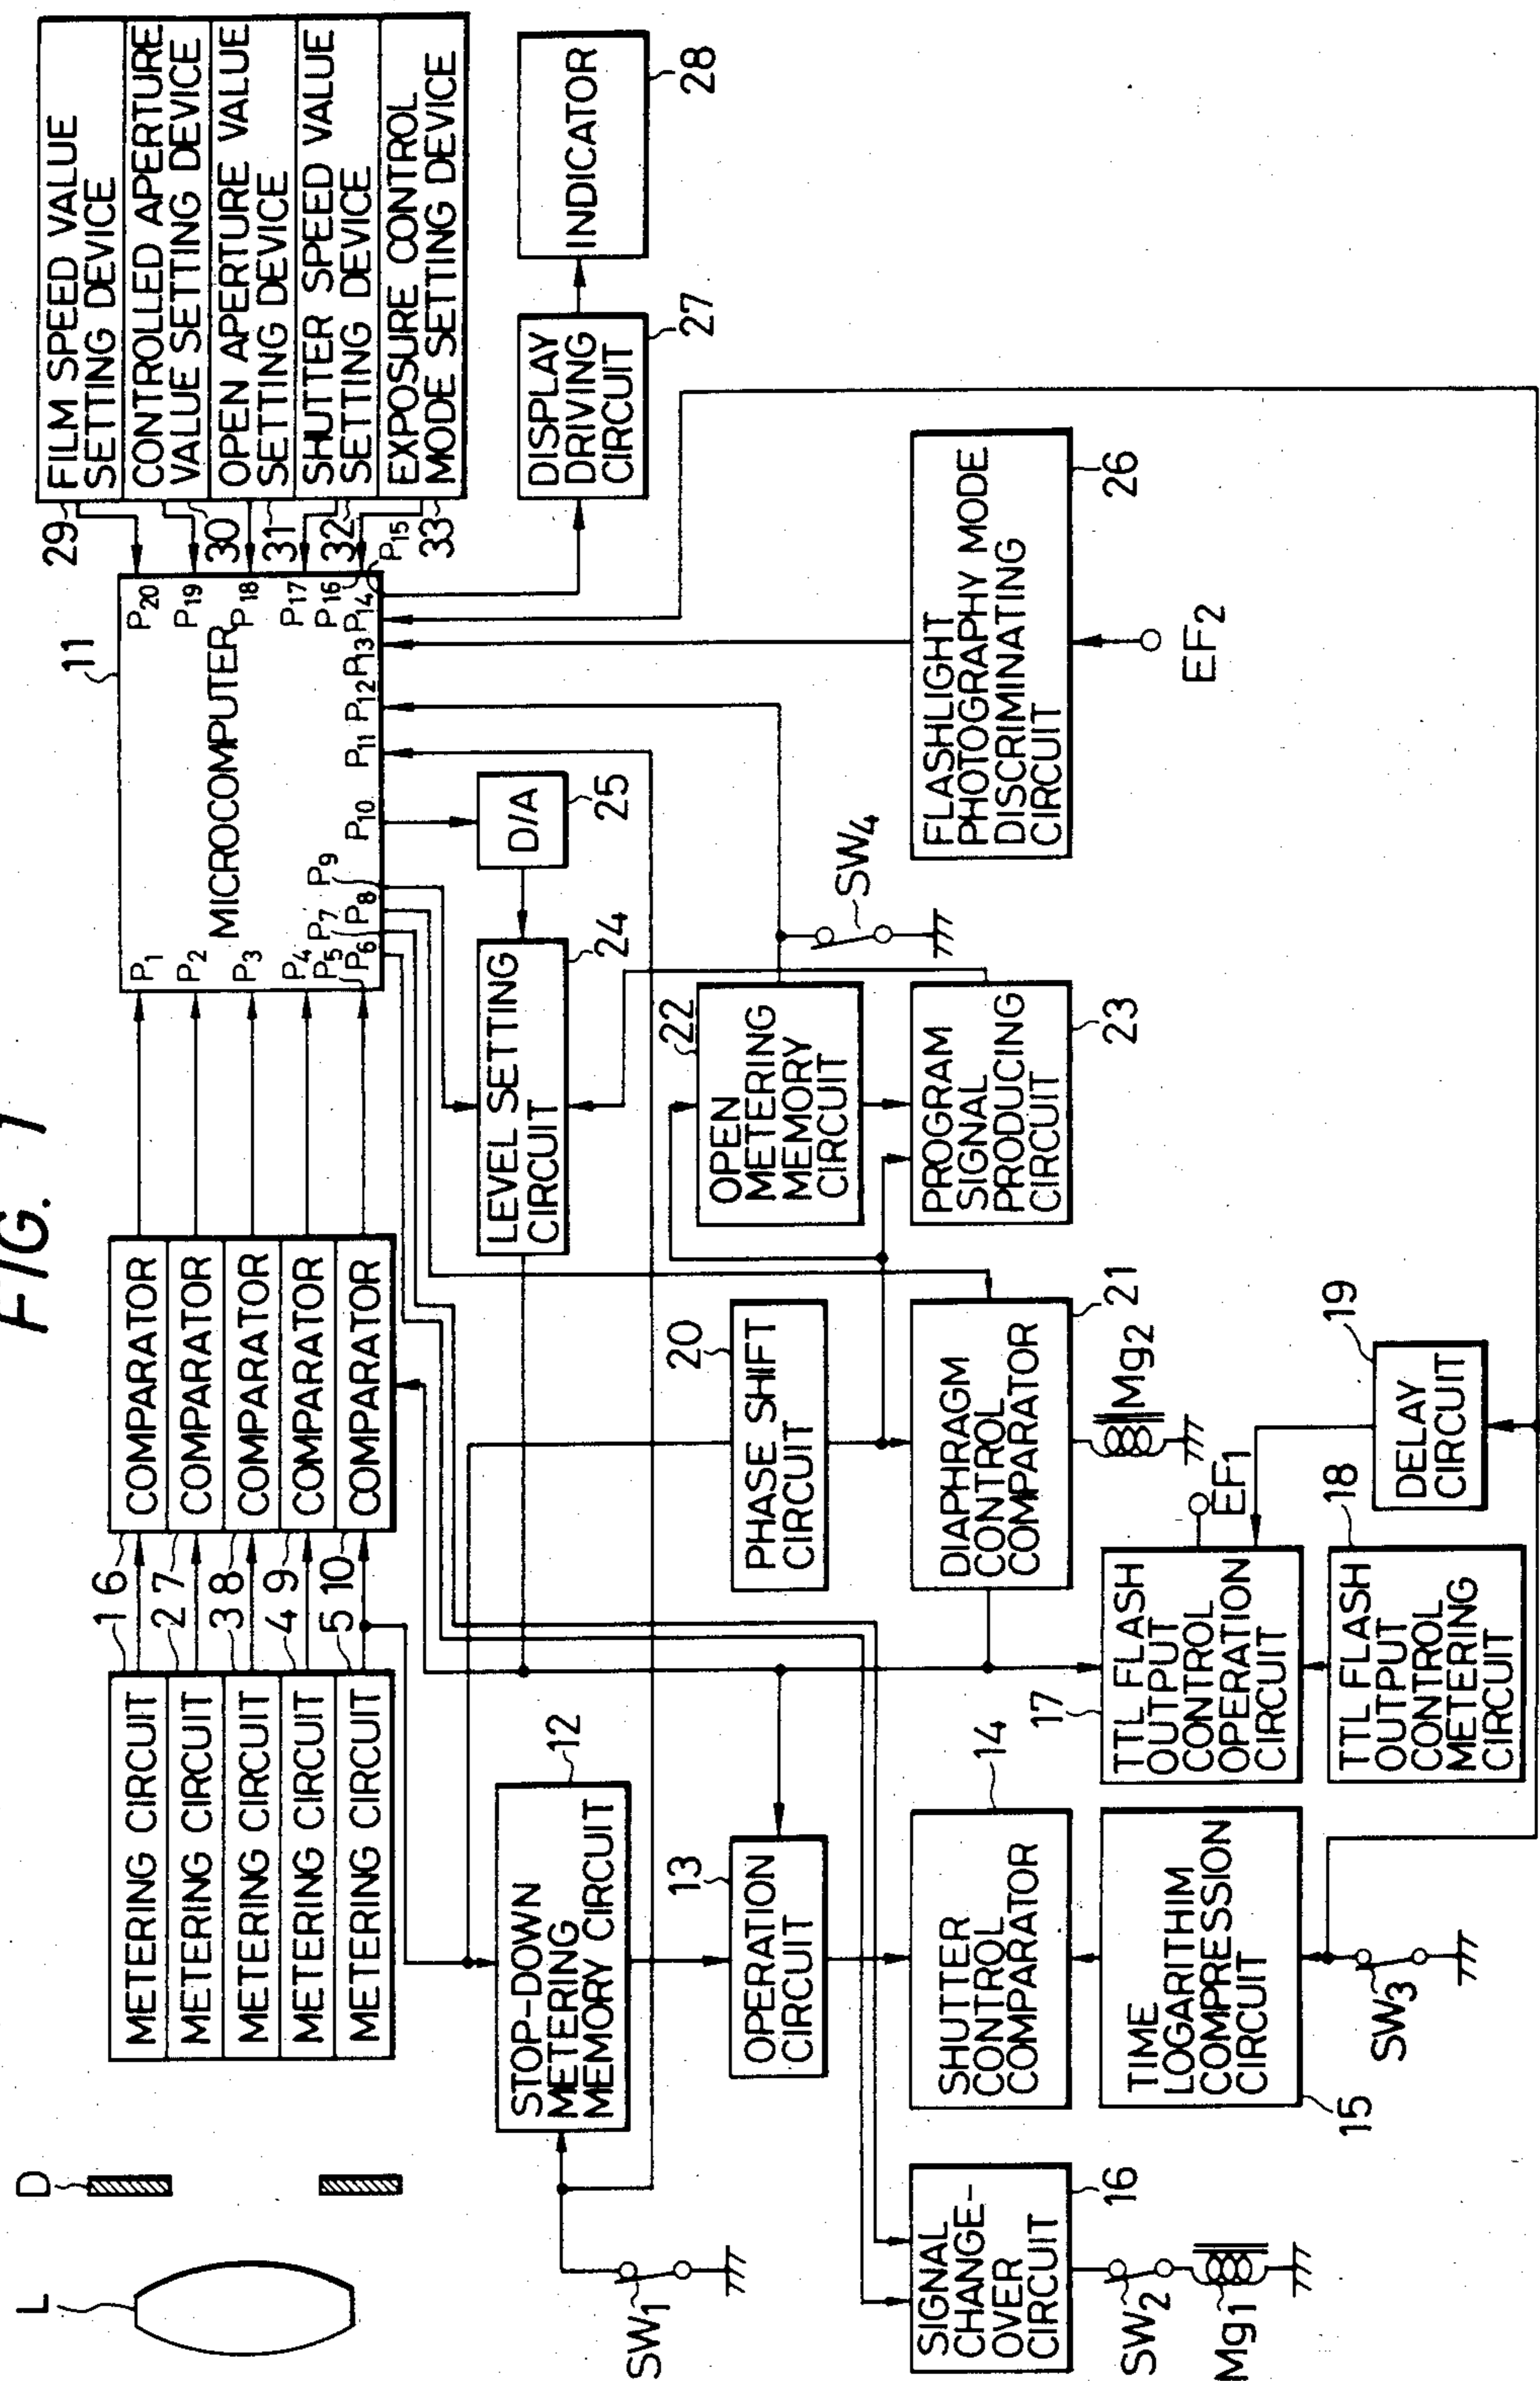 FIG. 1
L
D
METERING CIRCUIT
METERING CIRCUIT
METERING CIRCUIT
METERING CIRCUIT
METERING CIRCUIT
1
2
3
4
5
6
7
8
9
10
COMPARATOR
COMPARATOR
COMPARATOR
COMPARATOR
COMPARATOR
11
MICROCOMPUTER
P1
P2
P3
P4
P5
P6
P7
P8
P9
P10
P11
P12
P13
P14
P15
P16
P17
P18
P19
P20
29
30
31
32
33
FILM SPEED VALUE
SETTING DEVICE
CONTROLLED APERTURE
VALUE SETTING DEVICE
OPEN APERTURE VALUE
SETTING DEVICE
SHUTTER SPEED VALUE
SETTING DEVICE
EXPOSURE CONTROL
MODE SETTING DEVICE
STOP-DOWN
METERING
MEMORY CIRCUIT
12
LEVEL SETTING
CIRCUIT
24
D/A
25
DISPLAY
DRIVING
CIRCUIT
27
INDICATOR
28
SW1
13
OPERATION
CIRCUIT
PHASE SHIFT
CIRCUIT
20
OPEN
METERING
MEMORY
CIRCUIT
22
SW4
SIGNAL
CHANGE-
OVER
CIRCUIT
16
SHUTTER
CONTROL
COMPARATOR
14
DIAPHRAGM
CONTROL
COMPARATOR
21
PROGRAM
SIGNAL
PRODUCING
CIRCUIT
23
FLASHLIGHT
PHOTOGRAPHY MODE
DISCRIMINATING
CIRCUIT
26
SW2
Mg1
TIME
LOGARITHIM
COMPRESSION
CIRCUIT
15
17
TTL FLASH
OUTPUT
CONTROL
OPERATION
CIRCUIT
EF1
Mg2
EF2
SW3
TTL FLASH
OUTPUT
CONTROL
METERING
CIRCUIT
18
DELAY
CIRCUIT
19